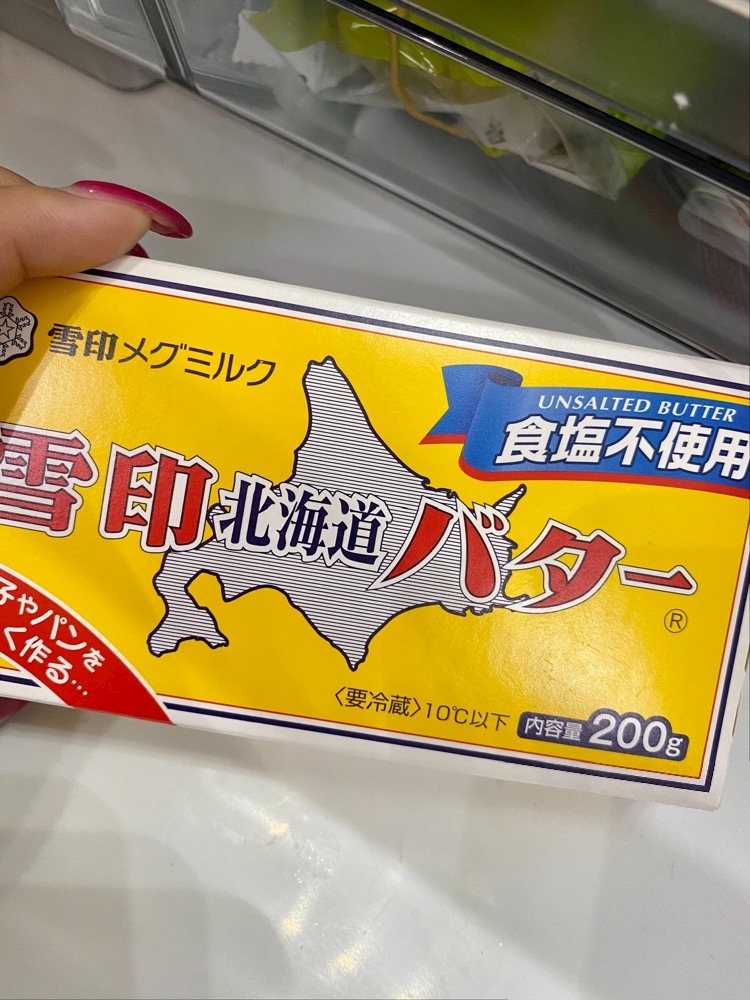 雪印メグミルク
UNSALTED BUTTER
食塩不使用
雪印北海道バター
®
子やパンを
く作る…
〈要冷蔵〉10℃以下
内容量 200g